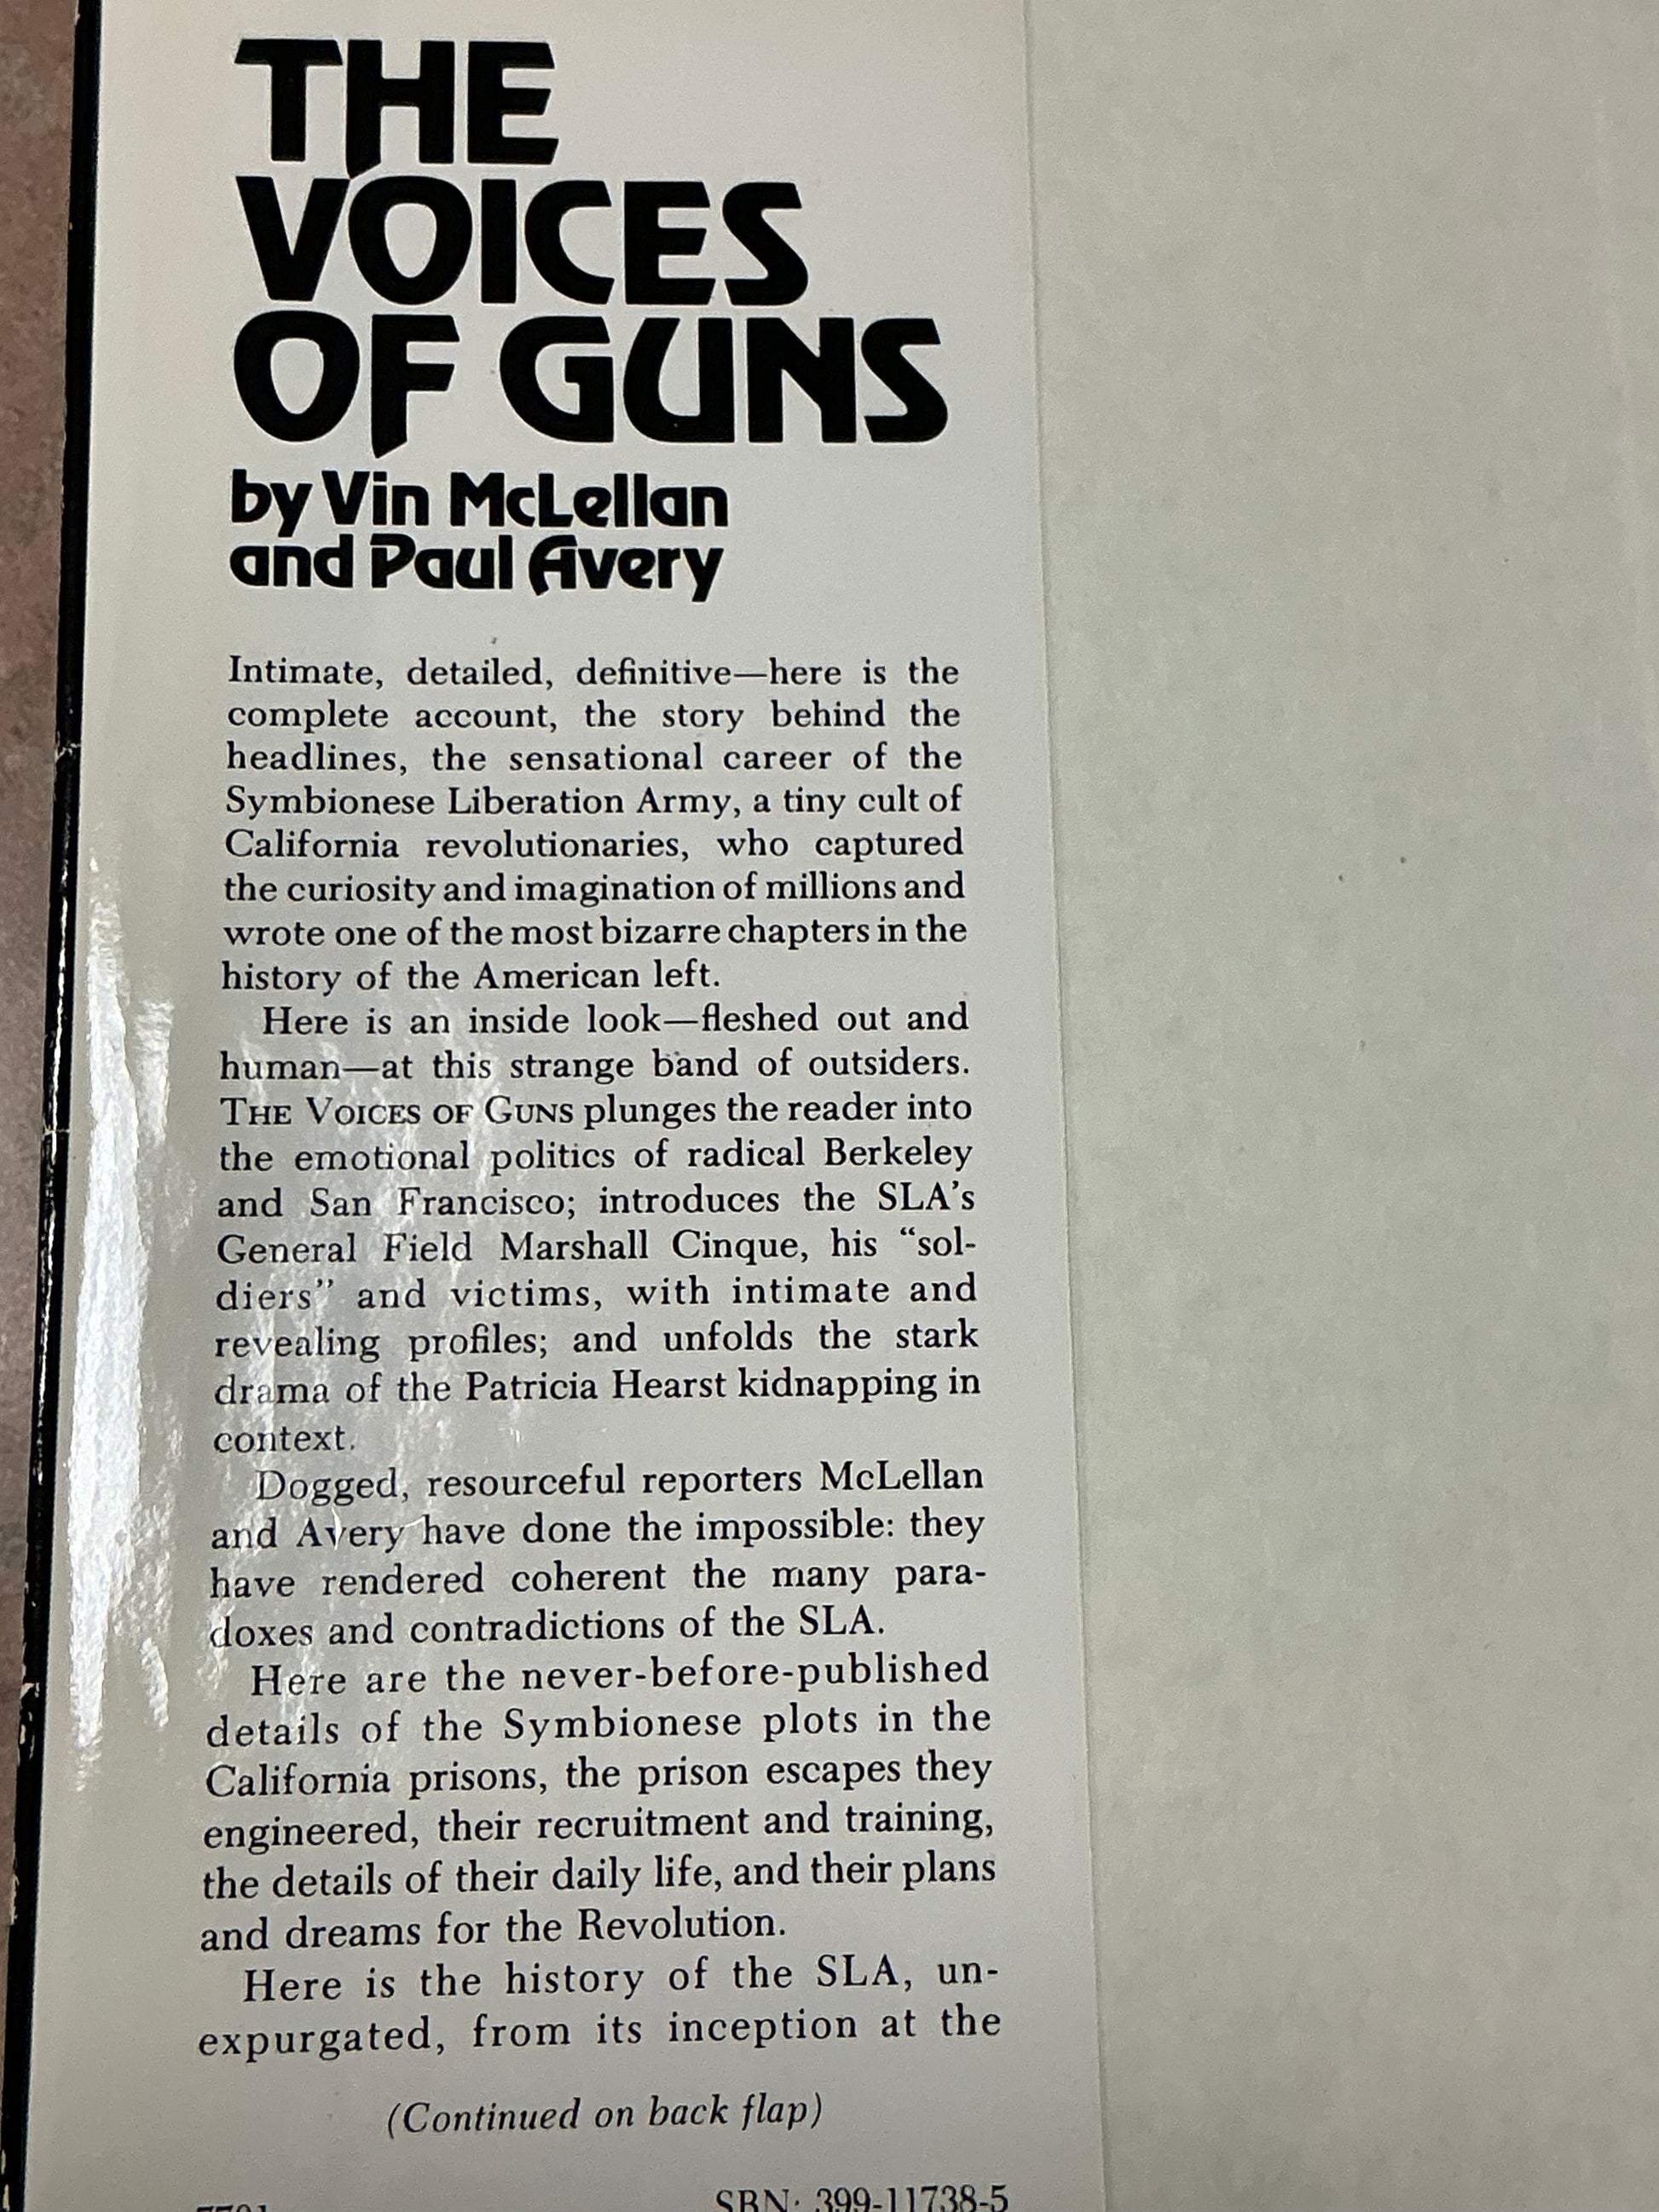 THE
VOICES
OF GUNS
by Vin McLellan
and Paul Avery
Intimate, detailed, definitive—here is the
complete account, the story behind the
headlines, the sensational career of the
Symbionese Liberation Army, a tiny cult of
California revolutionaries, who captured
the curiosity and imagination of millions and
wrote one of the most bizarre chapters in the
history of the American left.
Here is an inside look—fleshed out and
human—at this strange band of outsiders.
THE VOICES OF GUNS plunges the reader into
the emotional politics of radical Berkeley
and San Francisco; introduces the SLA's
General Field Marshall Cinque, his “sol-
diers” and victims, with intimate and
revealing profiles; and unfolds the stark
drama of the Patricia Hearst kidnapping in
context.
Dogged, resourceful reporters McLellan
and Avery have done the impossible: they
have rendered coherent the many para-
doxes and contradictions of the SLA.
Here are the never-before-published
details of the Symbionese plots in the
California prisons, the prison escapes they
engineered, their recruitment and training,
the details of their daily life, and their plans
and dreams for the Revolution.
Here is the history of the SLA, un-
expurgated, from its inception at the
(Continued on back flap)
SBN: 399-11738-5